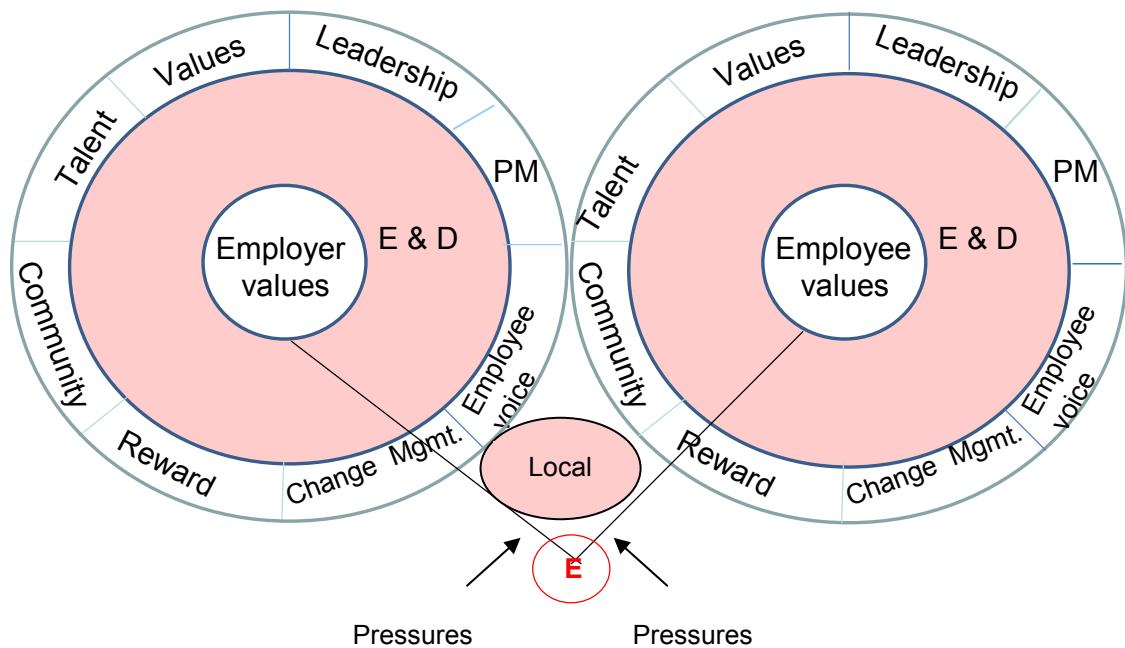 Values
Leadership
Talent
PM
E & D
Employer
values
Community
Employee
voice
Reward
Change Mgmt.
Values
Leadership
Talent
PM
E & D
Employee
values
Community
Employee
voice
Reward
Change Mgmt.
Local
E
Pressures
Pressures